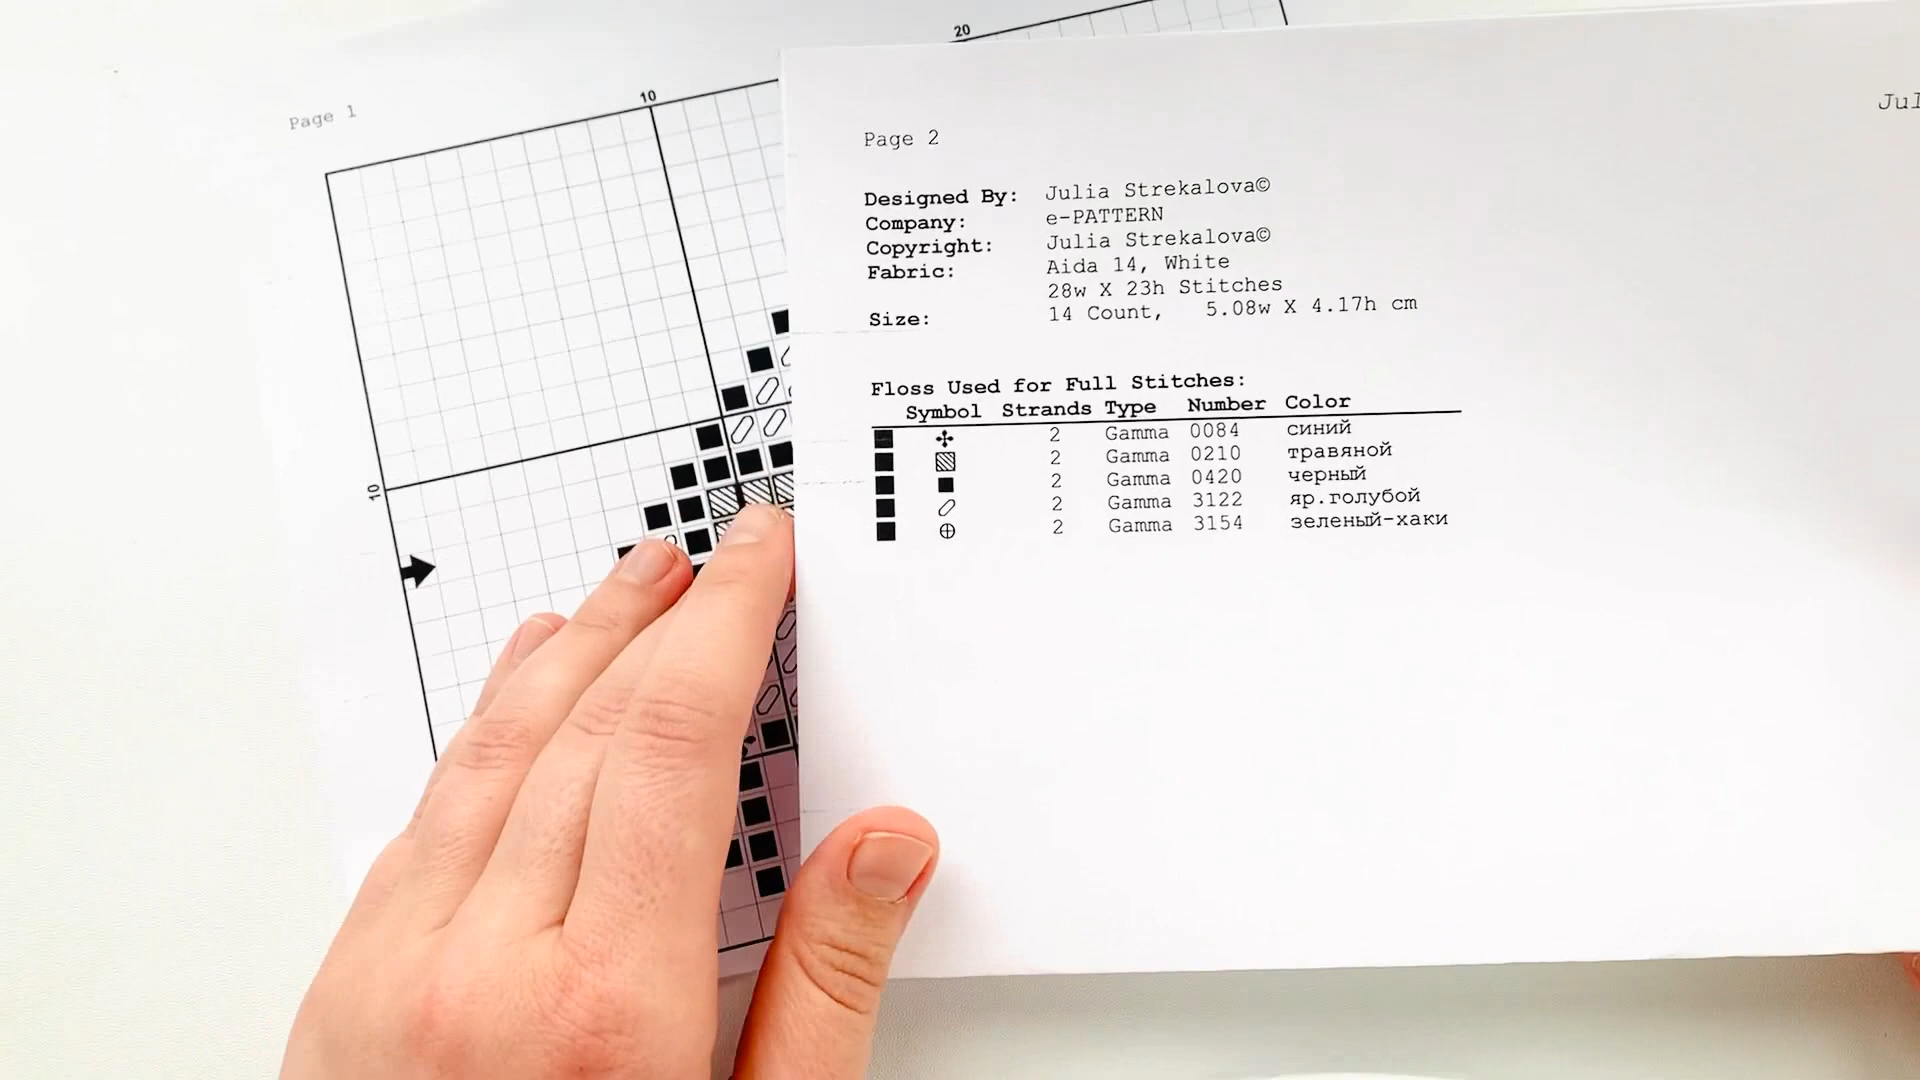 20
10
Page 1
10
Jul
Page 2
Designed By: Julia Strekalova©
Company: e-PATTERN
Copyright: Julia Strekalova©
Fabric: Aida 14, White
28w X 23h Stitches
Size: 14 Count, 5.08w X 4.17h cm
Floss Used for Full Stitches:
Symbol Strands Type Number Color
2 Gamma 0084 синий
2 Gamma 0210 травяной
2 Gamma 0420 черный
2 Gamma 3122 яр.голубой
2 Gamma 3154 зеленый-хаки